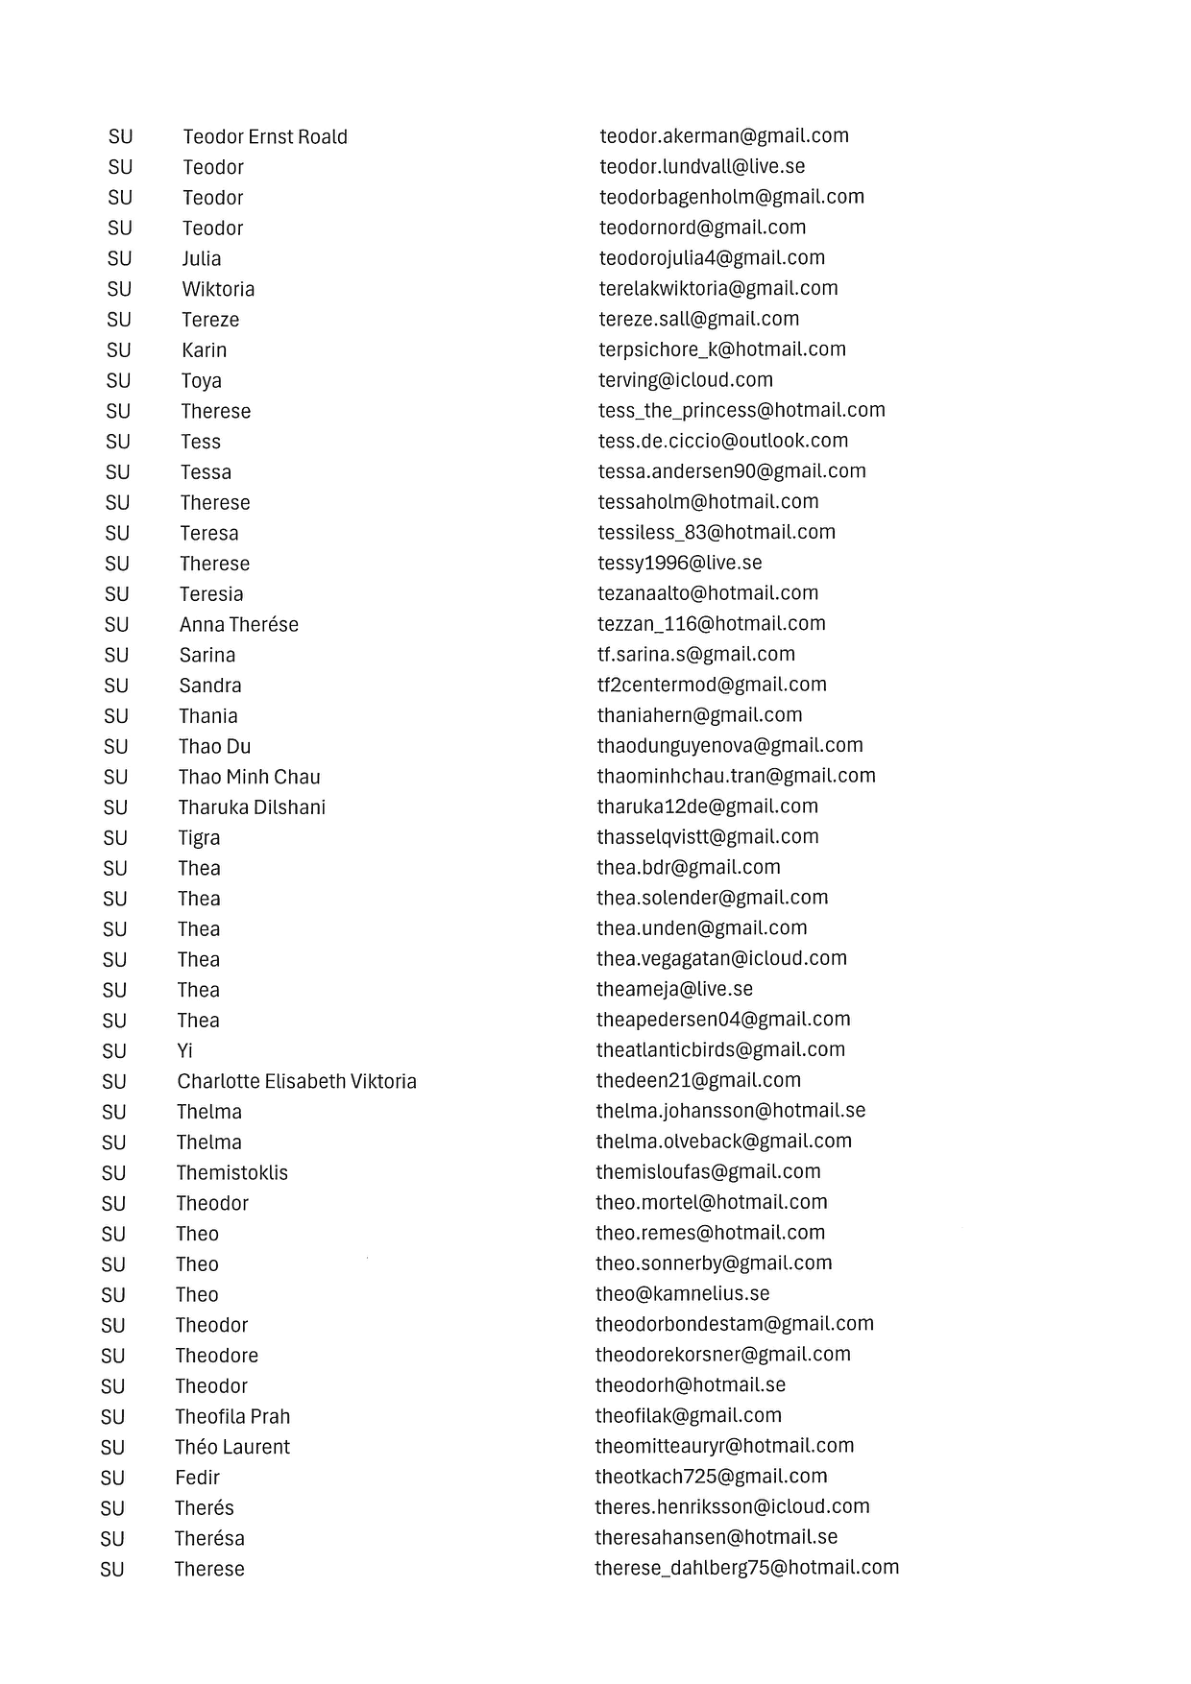 SU Teodor Ernst Roald teodor.akerman@gmail.com
SU Teodor teodor.lundvall@live.se
SU Teodor teodorbagenholm@gmail.com
SU Teodor teodornord@gmail.com
SU Julia teodorojulia4@gmail.com
SU Wiktoria terelakwiktoria@gmail.com
SU Tereze tereze.sall@gmail.com
SU Karin terpsichore_k@hotmail.com
SU Toya terving@icloud.com
SU Therese tess_the_princess@hotmail.com
SU Tess tess.de.ciccio@outlook.com
SU Tessa tessa.andersen90@gmail.com
SU Therese tessaholm@hotmail.com
SU Teresa tessiless_83@hotmail.com
SU Therese tessy1996@live.se
SU Teresia tezanaalto@hotmail.com
SU Anna Therése tezzan_116@hotmail.com
SU Sarina tf.sarina.s@gmail.com
SU Sandra tf2centermod@gmail.com
SU Thania thaniahern@gmail.com
SU Thao Du thaodunguyenova@gmail.com
SU Thao Minh Chau thaominhchau.tran@gmail.com
SU Tharuka Dilshani tharuka12de@gmail.com
SU Tigra thasselqvistt@gmail.com
SU Thea thea.bdr@gmail.com
SU Thea thea.solender@gmail.com
SU Thea thea.unden@gmail.com
SU Thea thea.vegagatan@icloud.com
SU Thea theameja@live.se
SU Thea theapedersen04@gmail.com
SU Yi theatlanticbirds@gmail.com
SU Charlotte Elisabeth Viktoria thedeen21@gmail.com
SU Thelma thelma.johansson@hotmail.se
SU Thelma thelma.olveback@gmail.com
SU Themistoklis themisloufas@gmail.com
SU Theodor theo.mortel@hotmail.com
SU Theo theo.remes@hotmail.com
SU Theo theo.sonnerby@gmail.com
SU Theo theo@kamnelius.se
SU Theodor theodorbondestam@gmail.com
SU Theodore theodorekorsner@gmail.com
SU Theodor theodorh@hotmail.se
SU Theofila Prah theofilak@gmail.com
SU Théo Laurent theomitteauryr@hotmail.com
SU Fedir theotkach725@gmail.com
SU Therés theres.henriksson@icloud.com
SU Therésa theresahansen@hotmail.se
SU Therese therese_dahlberg75@hotmail.com